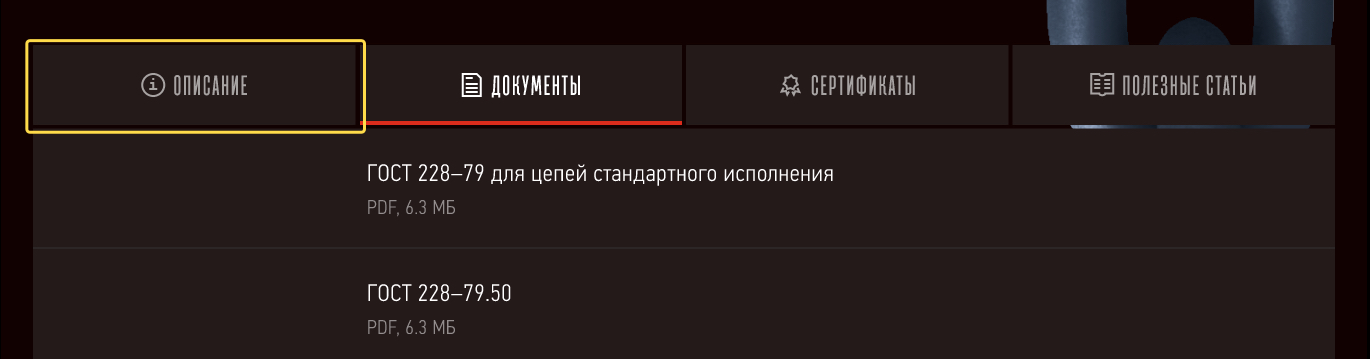 ОПИСАНИЕ
ДОКУМЕНТЫ
СЕРТИФИКАТЫ
ПОЛЕЗНЫЕ СТАТЬИ
ГОСТ 228–79 для цепей стандартного исполнения
PDF, 6.3 МБ
ГОСТ 228–79.50
PDF, 6.3 МБ